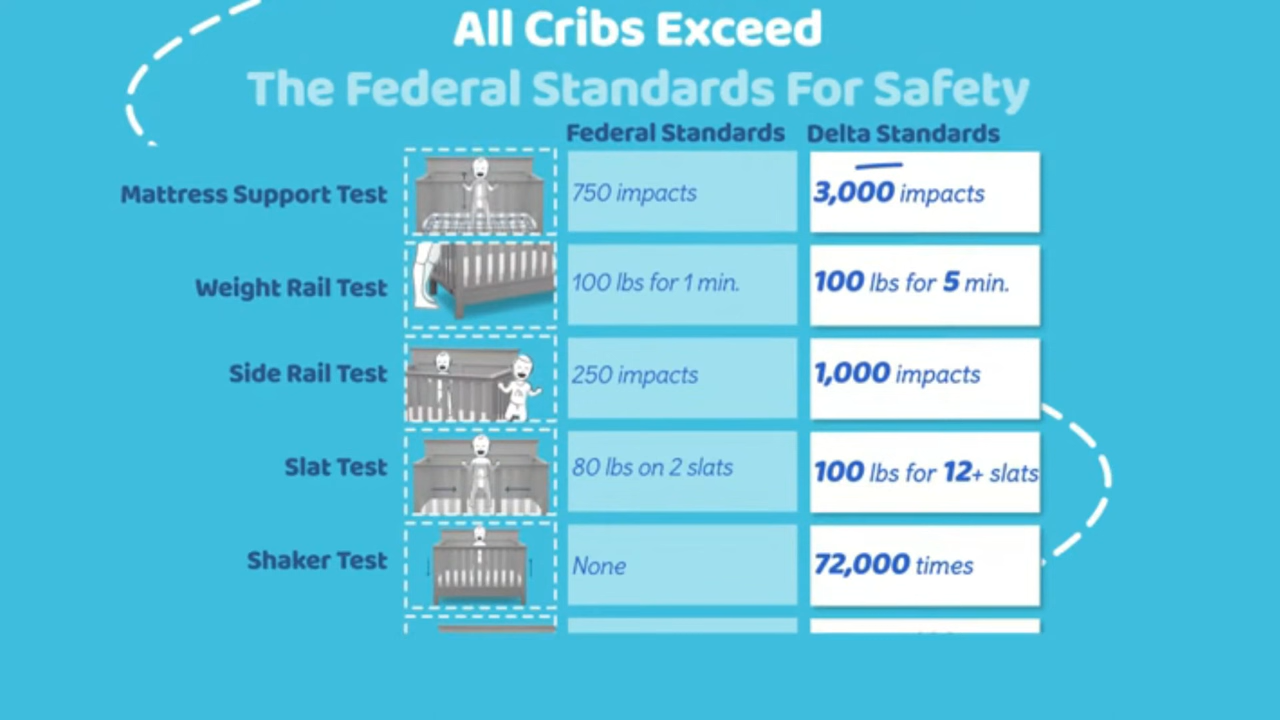 All Cribs Exceed
The Federal Standards For Safety
Federal Standards Delta Standards
Mattress Support Test 750 impacts 3,000 impacts
Weight Rail Test 100 lbs for 1 min. 100 lbs for 5 min.
Side Rail Test 250 impacts 1,000 impacts
Slat Test 80 lbs on 2 slats 100 lbs for 12+ slats
Shaker Test None 72,000 times